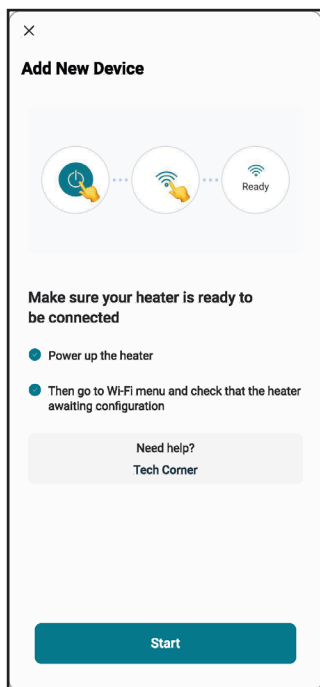 Add New Device
Ready
Make sure your heater is ready to
be connected
Power up the heater
Then go to Wi-Fi menu and check that the heater
awaiting configuration
Need help?
Tech Corner
Start